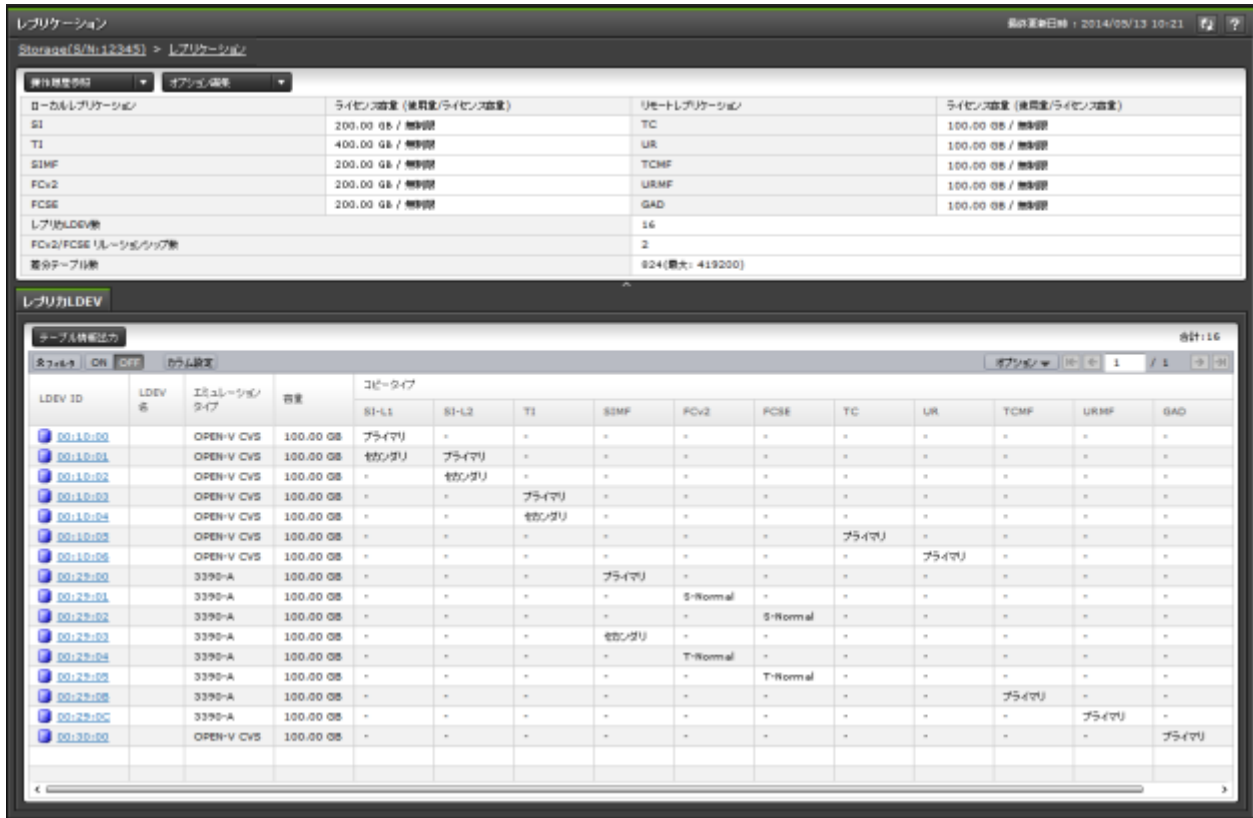 レプリケーション 最終更新日時 : 2014/05/13 10:21 ?
Storage(S/N:12345) > レプリケーション
操作履歴参照 オプション編集
ローカルレプリケーション ライセンス容量 (使用量/ライセンス容量) リモートレプリケーション ライセンス容量 (使用量/ライセンス容量)
SI 200.00 GB / 無制限 TC 100.00 GB / 無制限
TI 400.00 GB / 無制限 UR 100.00 GB / 無制限
SIMF 200.00 GB / 無制限 TCMF 100.00 GB / 無制限
FCv2 200.00 GB / 無制限 URMF 100.00 GB / 無制限
FCSE 200.00 GB / 無制限 GAD 100.00 GB / 無制限
レプリカLDEV数 16
FCv2/FCSE リレーションシップ数 2
差分テーブル数 824(最大: 419200)
レプリカLDEV
テーブル情報出力 合計:16
フィルタ ON OFF カラム設定 オプション 1 / 1
LDEV ID LDEV名 エミュレーションタイプ 容量 コピータイプ
SI-L1 SI-L2 TI SIMF FCv2 FCSE TC UR TCMF URMF GAD
00:10:00 OPEN-V CVS 100.00 GB プライマリ - - - - - - - - - -
00:10:01 OPEN-V CVS 100.00 GB セカンダリ プライマリ - - - - - - - - -
00:10:02 OPEN-V CVS 100.00 GB - セカンダリ - - - - - - - - -
00:10:03 OPEN-V CVS 100.00 GB - - プライマリ - - - - - - - -
00:10:04 OPEN-V CVS 100.00 GB - - セカンダリ - - - - - - - -
00:10:05 OPEN-V CVS 100.00 GB - - - - - - プライマリ - - - -
00:10:06 OPEN-V CVS 100.00 GB - - - - - - - プライマリ - - -
00:29:00 3390-A 100.00 GB - - - プライマリ - - - - - - -
00:29:01 3390-A 100.00 GB - - - - S-Normal - - - - - -
00:29:02 3390-A 100.00 GB - - - - - S-Normal - - - - -
00:29:03 3390-A 100.00 GB - - - セカンダリ - - - - - - -
00:29:04 3390-A 100.00 GB - - - - T-Normal - - - - - -
00:29:05 3390-A 100.00 GB - - - - - T-Normal - - - - -
00:29:0B 3390-A 100.00 GB - - - - - - - - プライマリ - -
00:29:0C 3390-A 100.00 GB - - - - - - - - - プライマリ -
00:30:00 OPEN-V CVS 100.00 GB - - - - - - - - - - プライマリ